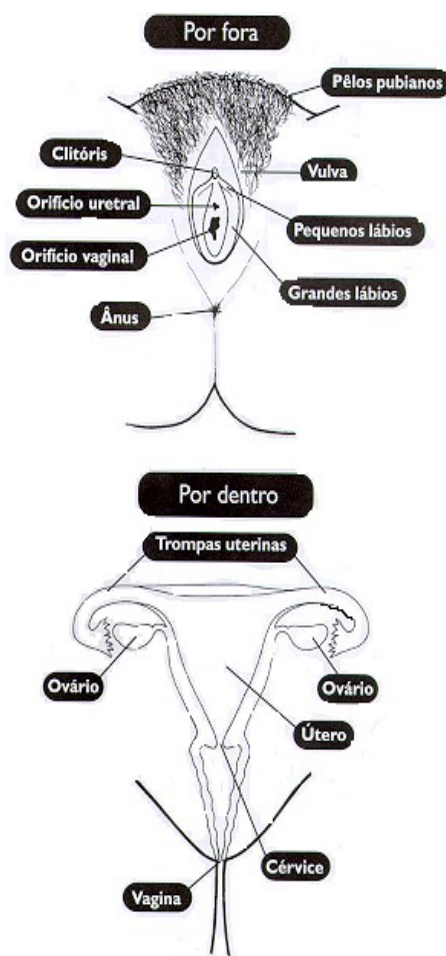 Por fora
Pêlos pubianos
Clitóris
Vulva
Orifício uretral
Pequenos lábios
Orifício vaginal
Grandes lábios
Ânus
Por dentro
Trompas uterinas
Ovário
Ovário
Útero
Cérvice
Vagina